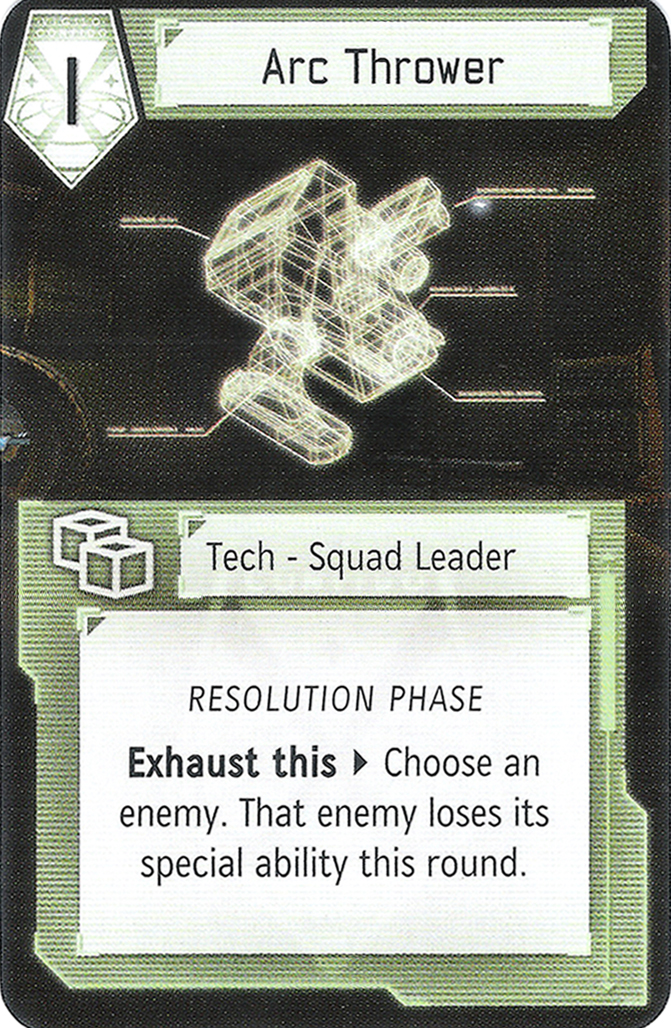 I
Arc Thrower
Tech - Squad Leader
RESOLUTION PHASE
Exhaust this ▶ Choose an
enemy. That enemy loses its
special ability this round.